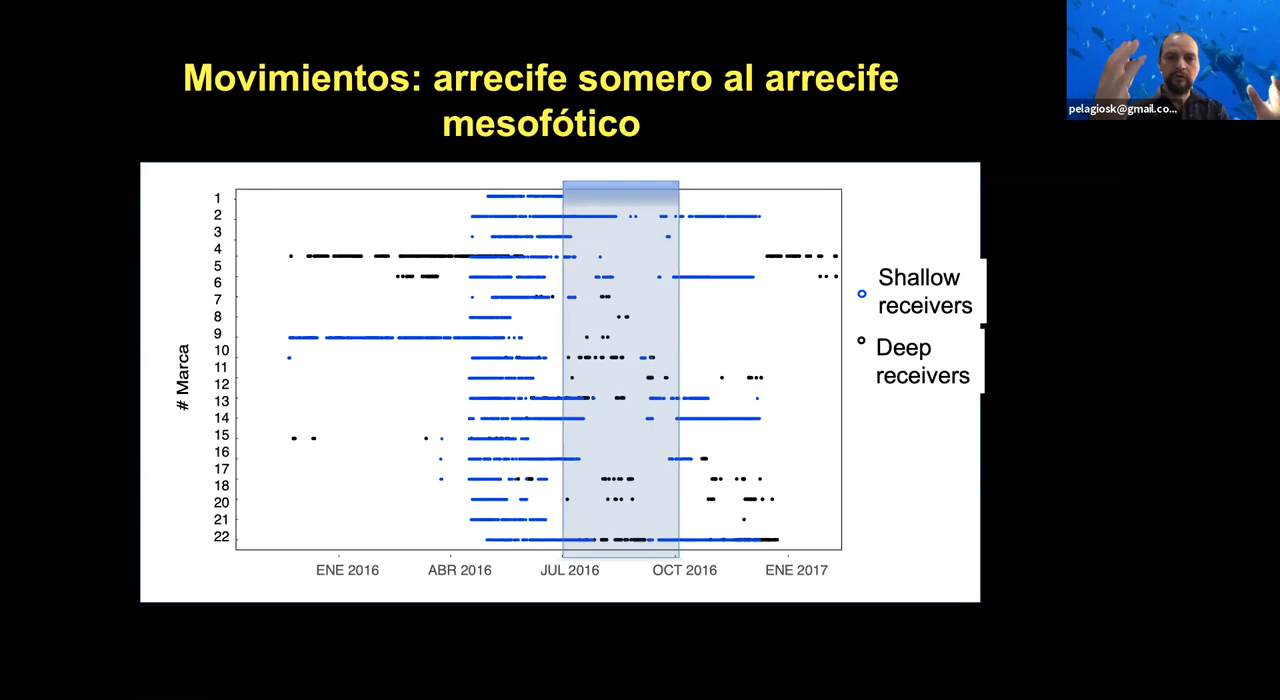 Movimientos: arrecife somero al arrecife
mesofótico
pelagiosk@gmail.co...
# Marca
1
2
3
4
5
6
7
8
9
10
11
12
13
14
15
16
17
18
20
21
22
ENE 2016
ABR 2016
JUL 2016
OCT 2016
ENE 2017
Shallow
receivers
Deep
receivers